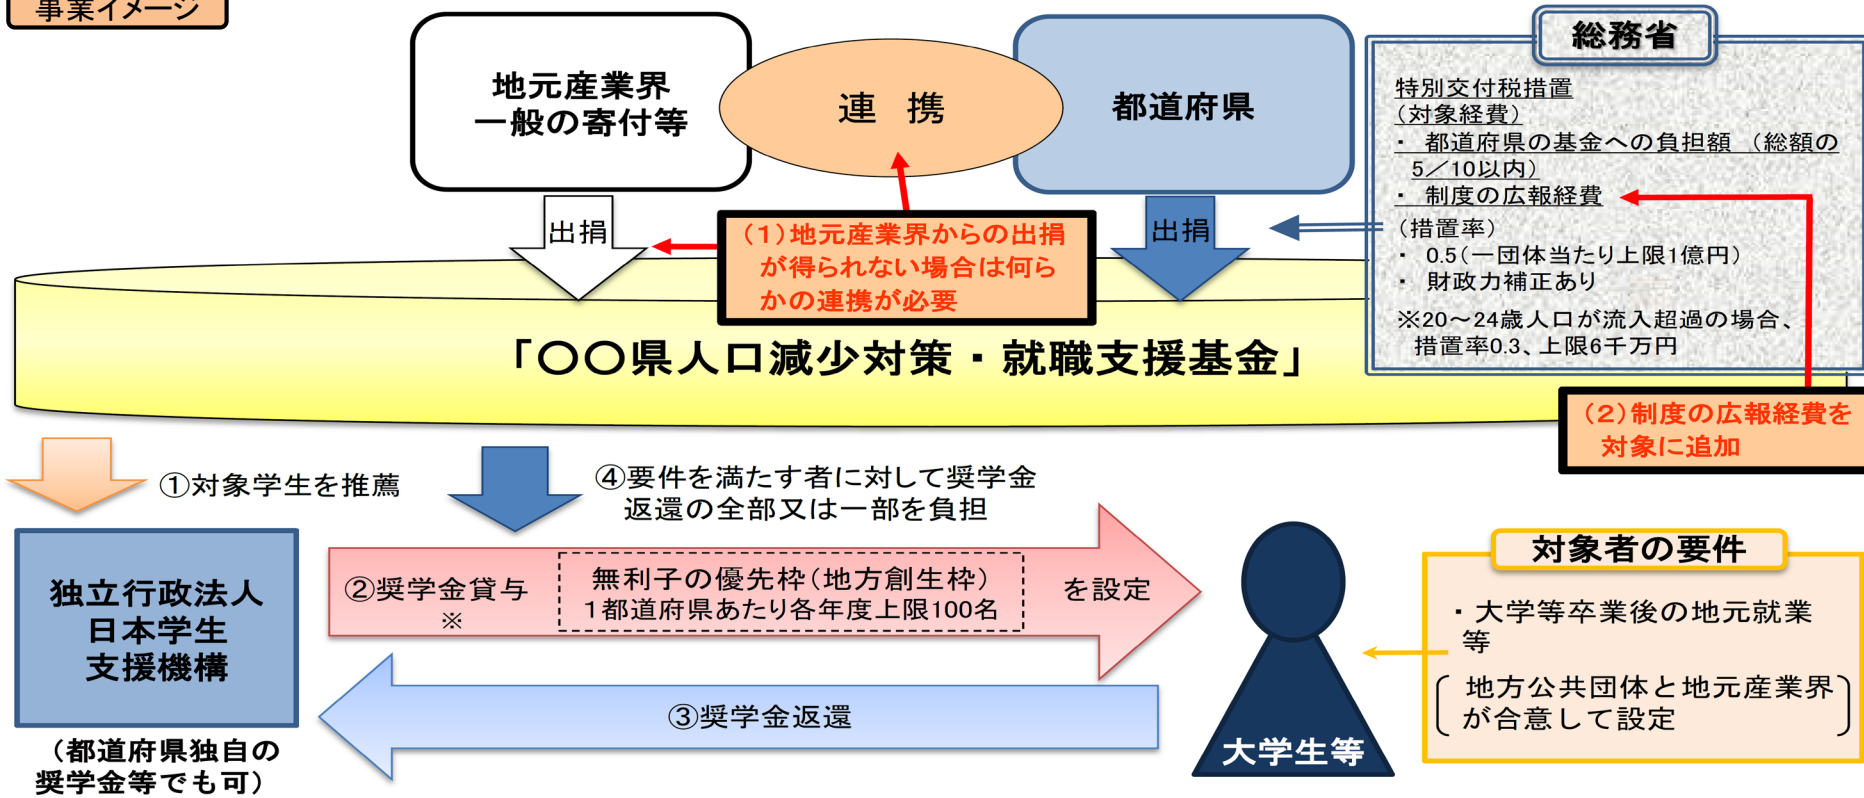 事業イメージ
地元産業界
一般の寄付等
連 携
都道府県
総務省
特別交付税措置
(対象経費)
・ 都道府県の基金への負担額 (総額の
5/10以内)
・ 制度の広報経費
(措置率)
・ 0.5(一団体当たり上限1億円)
・ 財政力補正あり
※20~24歳人口が流入超過の場合、
措置率0.3、上限6千万円
出捐
(1)地元産業界からの出捐
が得られない場合は何ら
かの連携が必要
出捐
「〇〇県人口減少対策・就職支援基金」
(2)制度の広報経費を
対象に追加
①対象学生を推薦
④要件を満たす者に対して奨学金
返還の全部又は一部を負担
独立行政法人
日本学生
支援機構
(都道府県独自の
奨学金等でも可)
②奨学金貸与
※
無利子の優先枠(地方創生枠)
1都道府県あたり各年度上限100名
を設定
③奨学金返還
大学生等
対象者の要件
・大学等卒業後の地元就業
等
地方公共団体と地元産業界
が合意して設定